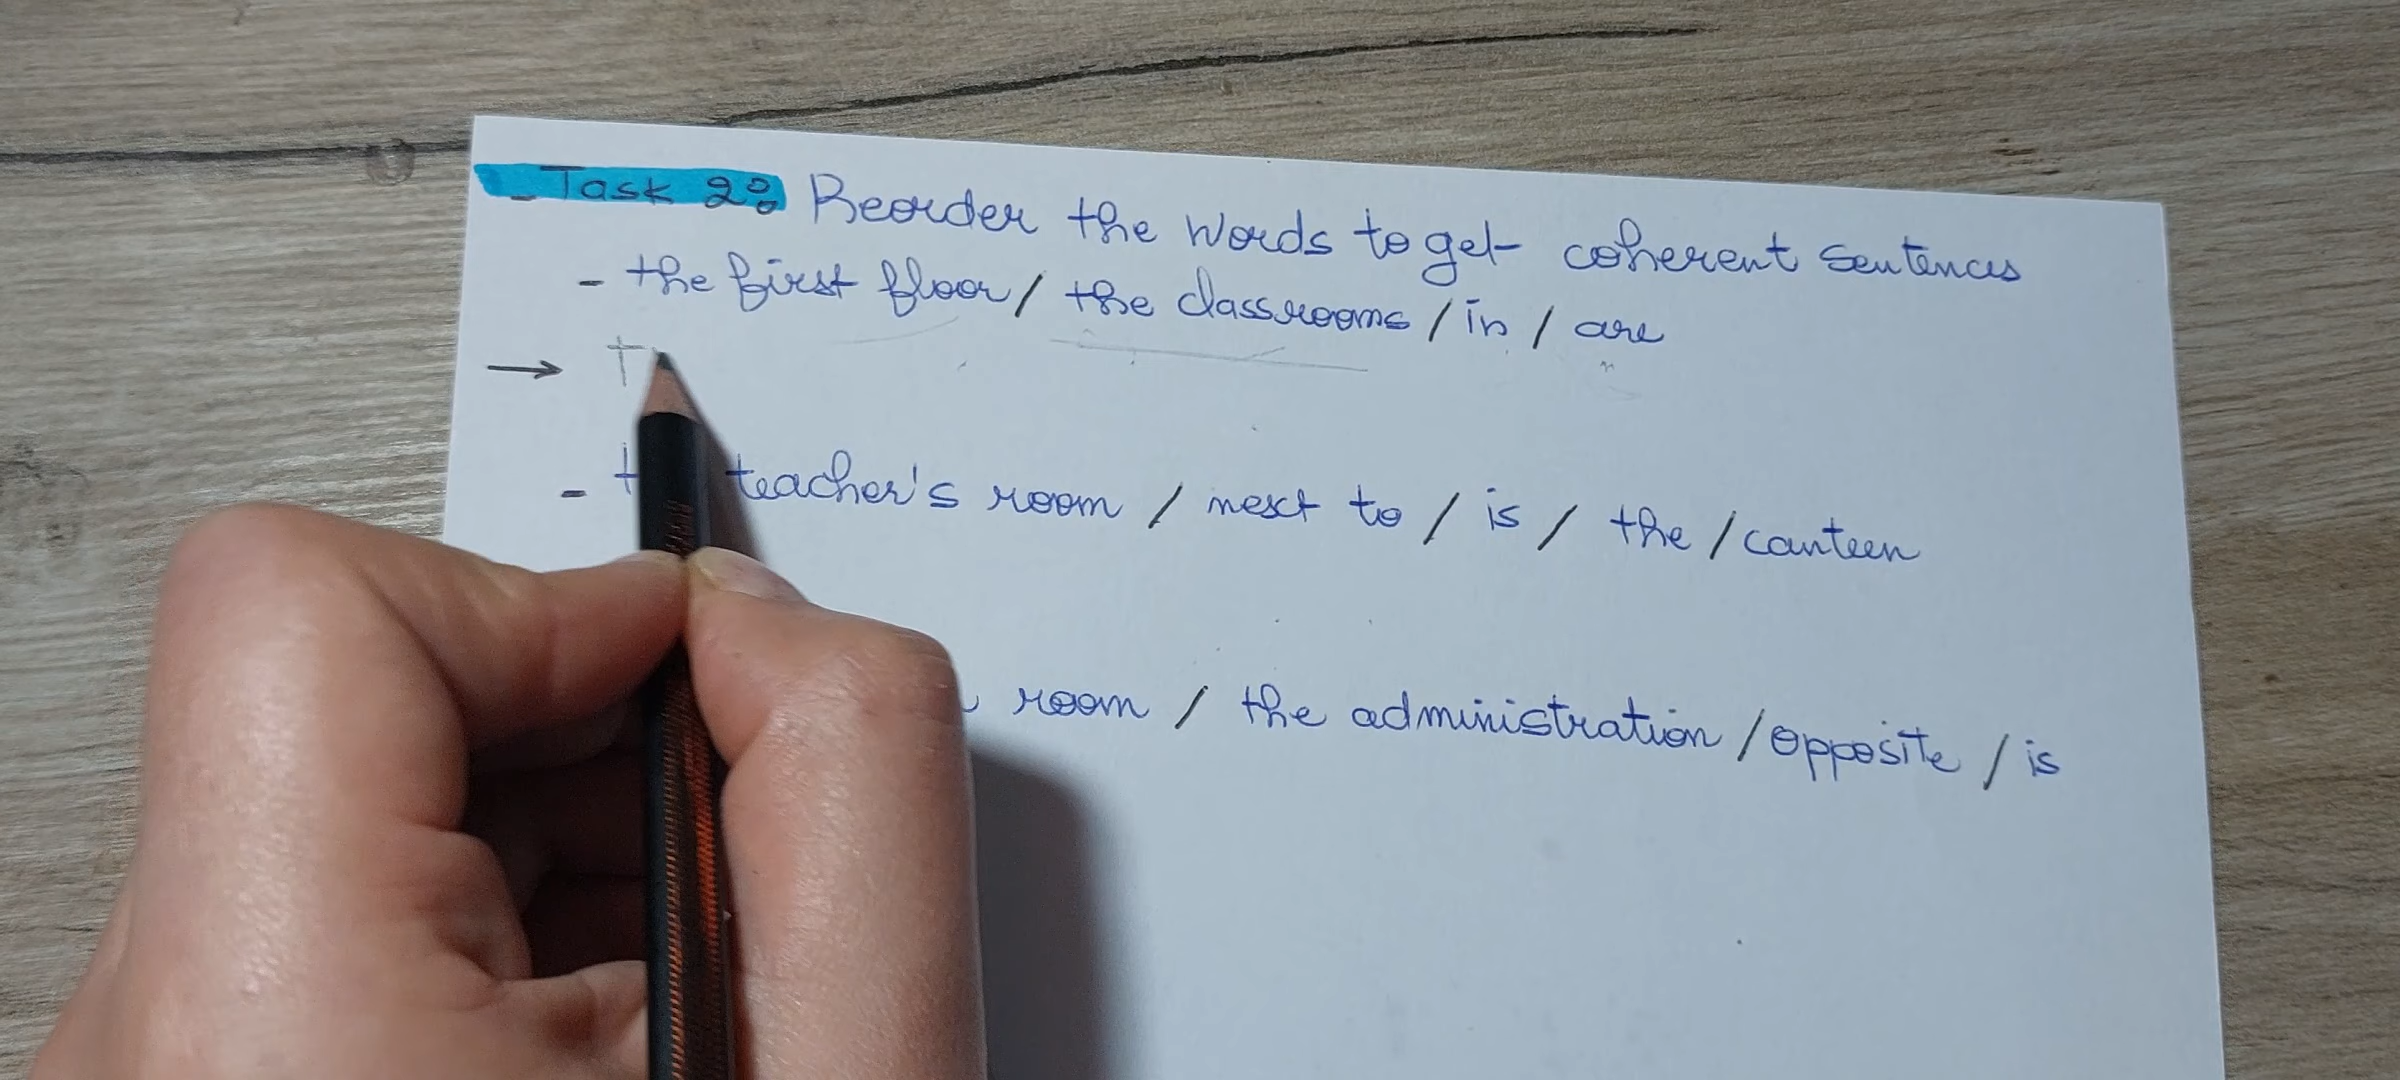 - Task 2: Reorder the words to get coherent sentences
- the first floor / the classrooms / in / are
→ T
- teacher's room / next to / is / the / canteen
room / the administration / opposite / is